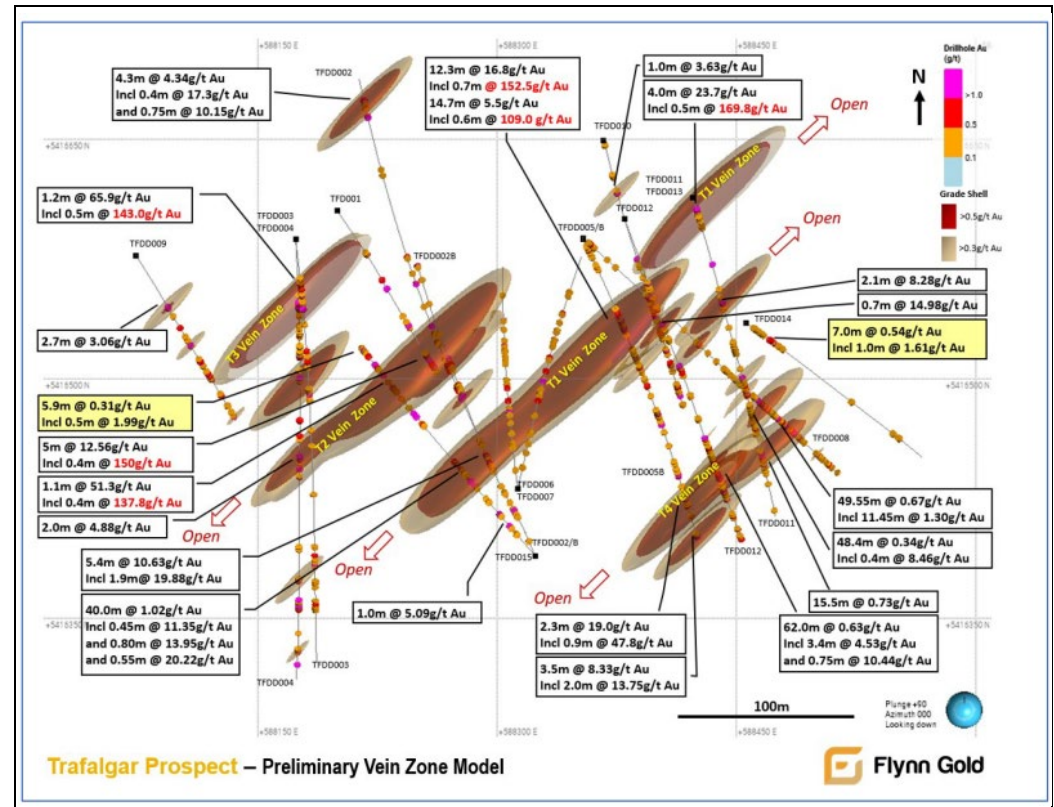 +588150 E
+588300 E
+588450 E
Drillhole Au
(g/t)
>1.0
0.5
0.1
Grade Shell
>0.5g/t Au
>0.3g/t Au
N
4.3m @ 4.34g/t Au
Incl 0.4m @ 17.3g/t Au
and 0.75m @ 10.15g/t Au
TFDD002
12.3m @ 16.8g/t Au
Incl 0.7m @ 152.5g/t Au
14.7m @ 5.5g/t Au
Incl 0.6m @ 109.0 g/t Au
1.0m @ 3.63g/t Au
4.0m @ 23.7g/t Au
Incl 0.5m @ 169.8g/t Au
Open
+5416650 N
TFDD010
T1 Vein Zone
TFDD011
TFDD013
TFDD012
1.2m @ 65.9g/t Au
Incl 0.5m @ 143.0g/t Au
TFD001
TFDD003
TFDD004
TFDD005/B
Open
TFDD009
TFDD002B
2.1m @ 8.28g/t Au
0.7m @ 14.98g/t Au
TFDD014
7.0m @ 0.54g/t Au
Incl 1.0m @ 1.61g/t Au
T3 Vein Zone
2.7m @ 3.06g/t Au
T1 Vein Zone
+5416500 N
5.9m @ 0.31g/t Au
Incl 0.5m @ 1.99g/t Au
T2 Vein Zone
5m @ 12.56g/t Au
Incl 0.4m @ 150g/t Au
TFDD008
1.1m @ 51.3g/t Au
Incl 0.4m @ 137.8g/t Au
TFDD005B
T4 Vein Zone
TFDD006
TFDD007
2.0m @ 4.88g/t Au
49.55m @ 0.67g/t Au
Incl 11.45m @ 1.30g/t Au
Open
TFDD011
TFDD012
48.4m @ 0.34g/t Au
Incl 0.4m @ 8.46g/t Au
TFDD002/B
TFDD015
5.4m @ 10.63g/t Au
Incl 1.9m@ 19.88g/t Au
Open
Open
15.5m @ 0.73g/t Au
40.0m @ 1.02g/t Au
Incl 0.45m @ 11.35g/t Au
and 0.80m @ 13.95g/t Au
and 0.55m @ 20.22g/t Au
1.0m @ 5.09g/t Au
2.3m @ 19.0g/t Au
Incl 0.9m @ 47.8g/t Au
62.0m @ 0.63g/t Au
Incl 3.4m @ 4.53g/t Au
and 0.75m @ 10.44g/t Au
+5416350 N
3.5m @ 8.33g/t Au
Incl 2.0m @ 13.75g/t Au
TFDD003
TFDD004
100m
Plunge +90
Azimuth 000
Looking down
+588150 E
+588300 E
+588450 E
Trafalgar Prospect – Preliminary Vein Zone Model
Flynn Gold